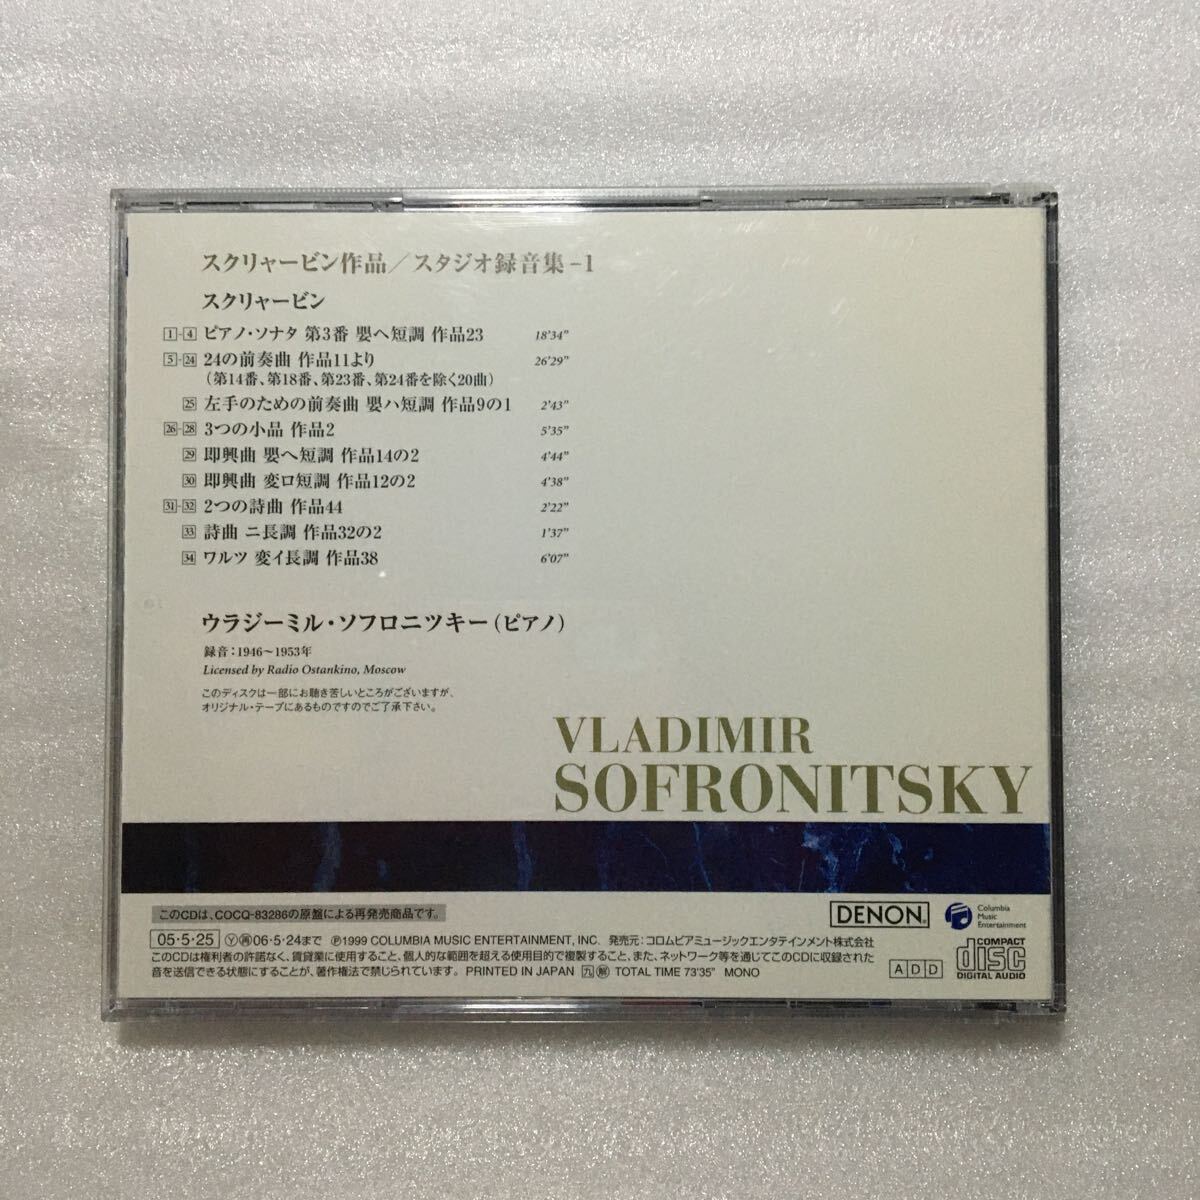 スクリャービン作品／スタジオ録音集－1
スクリャービン
1-4 ピアノ・ソナタ 第3番 嬰ヘ短調 作品23 18'34"
5-24 24の前奏曲 作品11より 26'29"
（第14番、第18番、第23番、第24番を除く20曲）
25 左手のための前奏曲 嬰ハ短調 作品9の1 2'43"
26-28 3つの小品 作品2 5'35"
29 即興曲 嬰ヘ短調 作品14の2 4'44"
30 即興曲 変ロ短調 作品12の2 4'38"
31-32 2つの詩曲 作品44 2'22"
33 詩曲 ニ長調 作品32の2 1'37"
34 ワルツ 変イ長調 作品38 6'07"
ウラジーミル・ソフロニツキー（ピアノ）
録音：1946～1953年
Licensed by Radio Ostankino, Moscow
このディスクは一部にお聴き苦しいところがございますが、
オリジナル・テープにあるものですのでご了承下さい。
VLADIMIR
SOFRONITSKY
このCDは、COCQ-83286の原盤による再発売商品です。
DENON
Columbia
Music
Entertainment
05・5・25 Ⓨ再06・5・24まで Ⓟ1999 COLUMBIA MUSIC ENTERTAINMENT, INC. 発売元：コロムビアミュージックエンタテインメント株式会社
このCDは権利者の許諾なく、賃貸業に使用すること、個人的な範囲を超える使用目的で複製すること、また、ネットワーク等を通じてこのCDに収録された
音を送信できる状態にすることが、著作権法で禁じられています。 PRINTED IN JAPAN 九 解 TOTAL TIME 73'35" MONO
ADD
COMPACT
disc
DIGITAL AUDIO